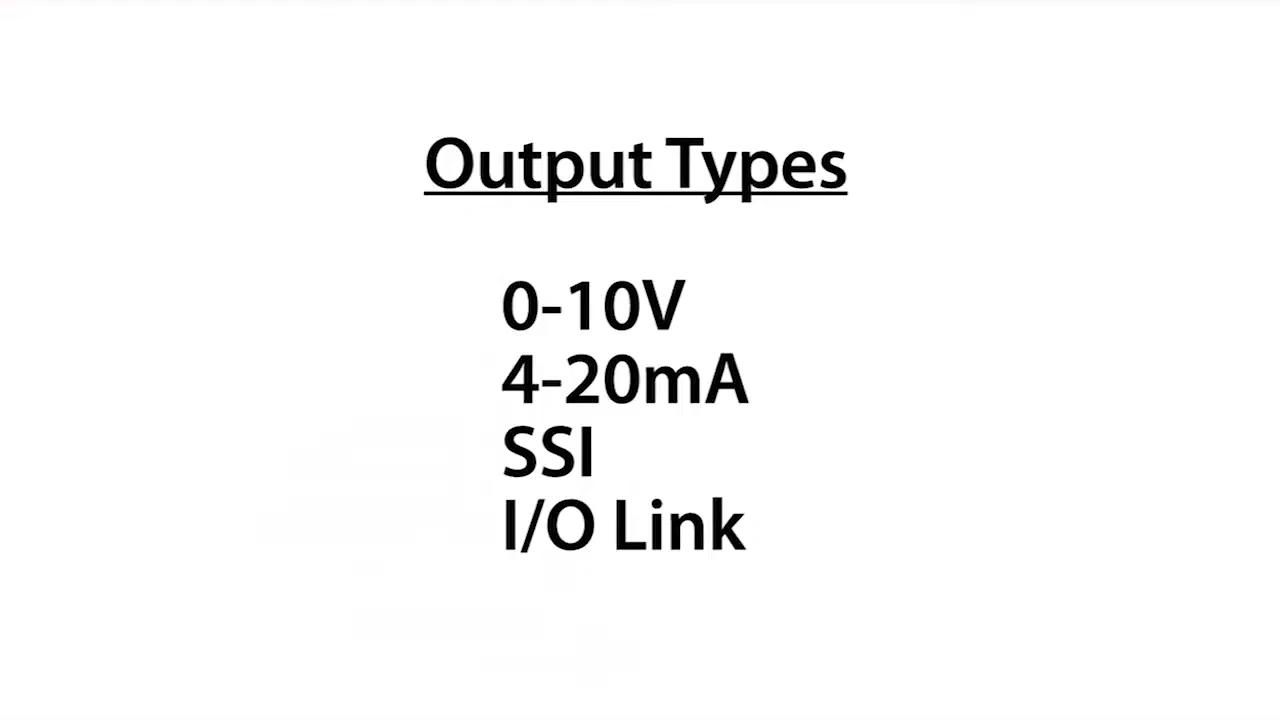 Output Types
0-10V
4-20mA
SSI
I/O Link